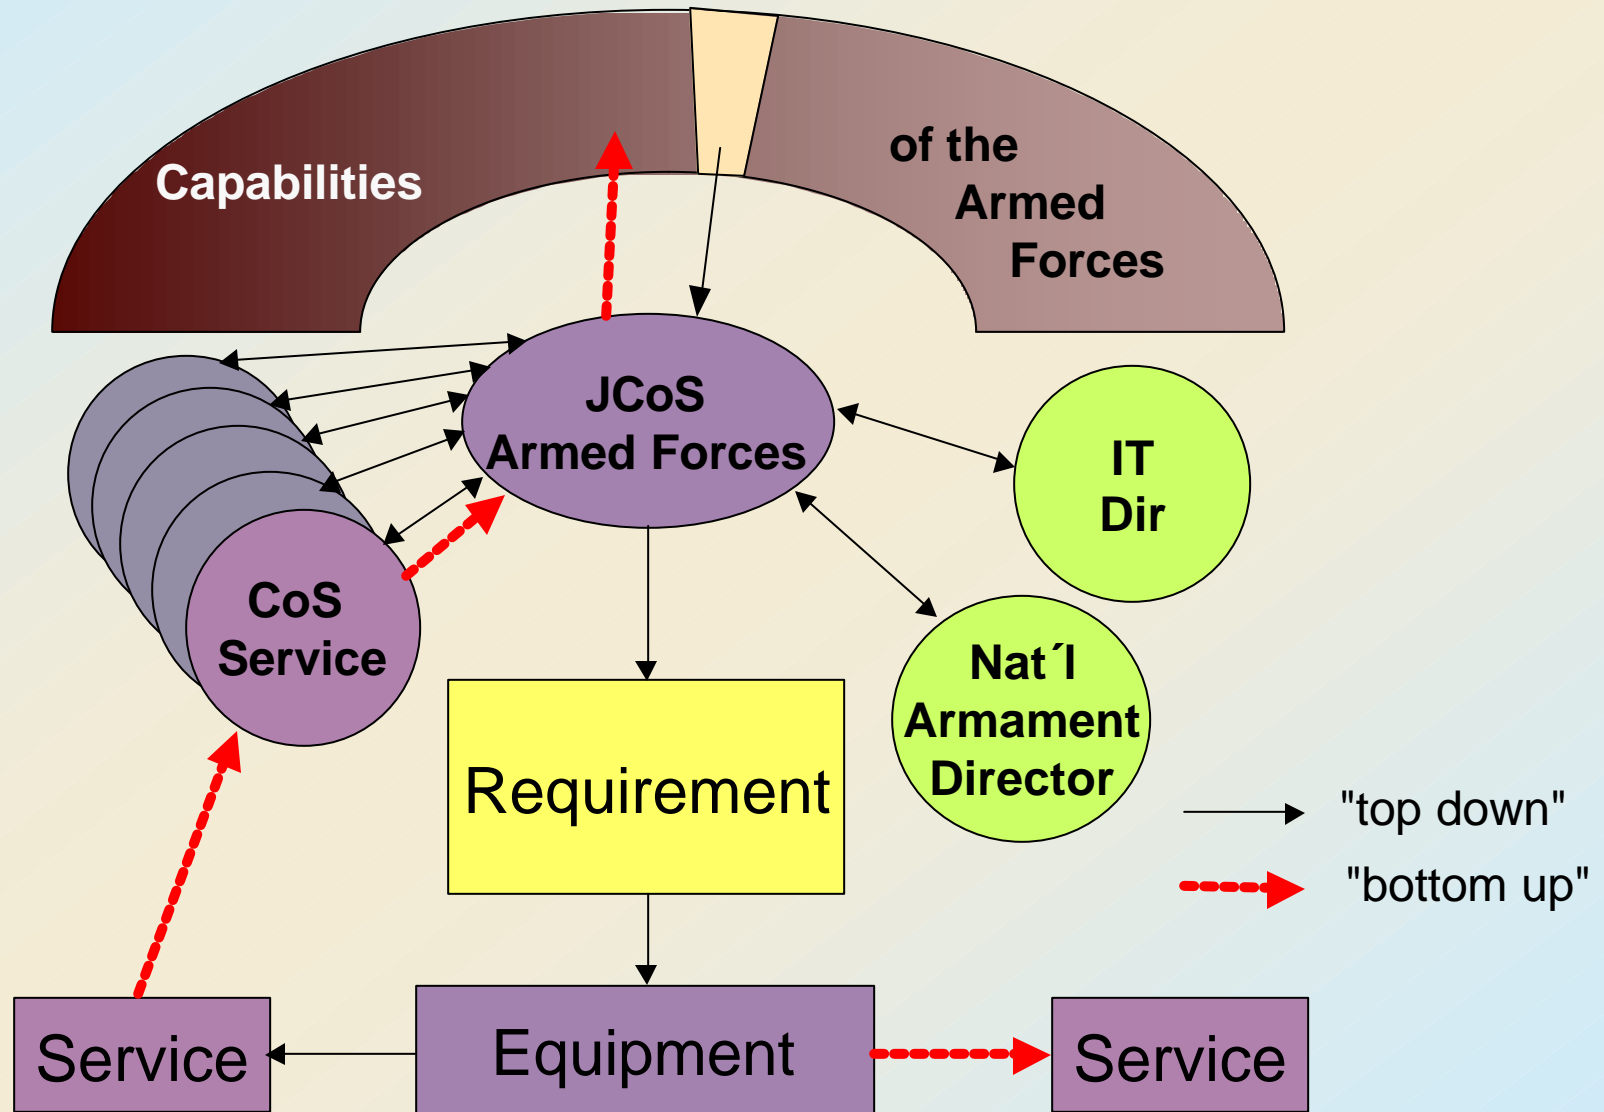 Capabilities
of the
Armed
Forces
JCoS
Armed Forces
IT
Dir
CoS
Service
Nat´l
Armament
Director
Requirement
"top down"
"bottom up"
Service
Equipment
Service